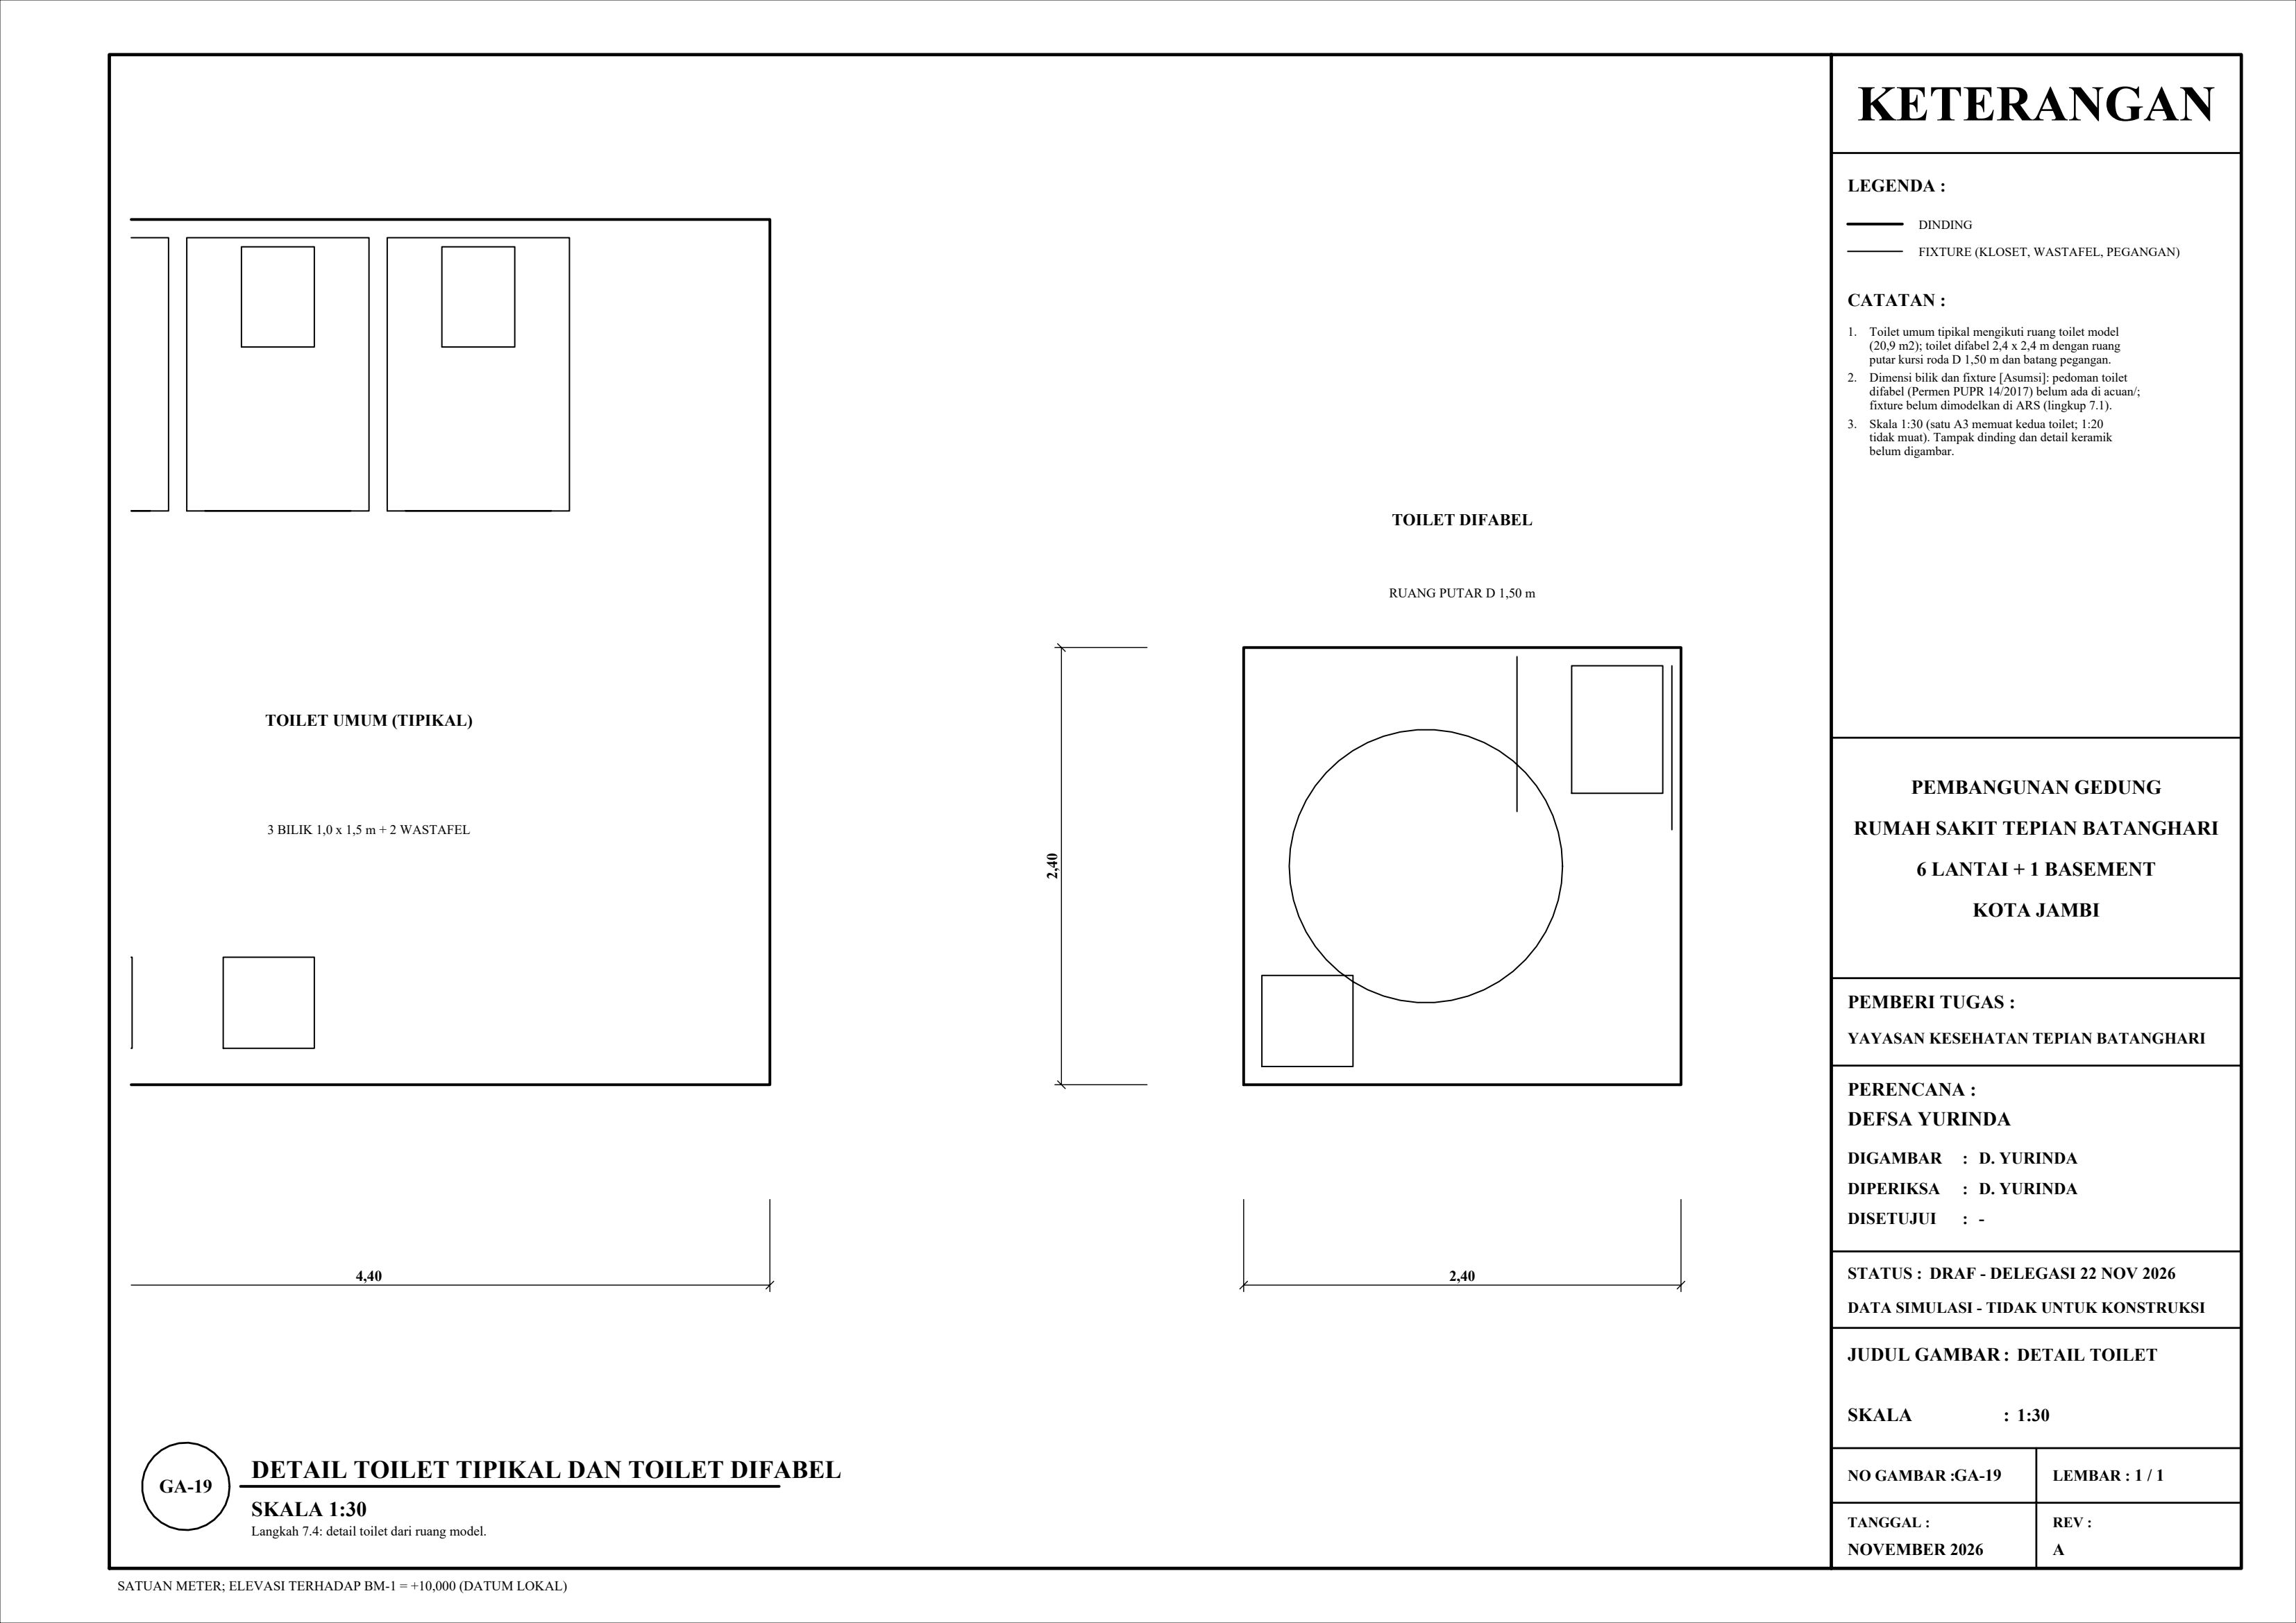 TOILET UMUM (TIPIKAL)
3 BILIK 1,0 x 1,5 m + 2 WASTAFEL
4,40
TOILET DIFABEL
RUANG PUTAR D 1,50 m
2,40
2,40
GA-19
DETAIL TOILET TIPIKAL DAN TOILET DIFABEL
SKALA 1:30
Langkah 7.4: detail toilet dari ruang model.
SATUAN METER; ELEVASI TERHADAP BM-1 = +10,000 (DATUM LOKAL)
KETERANGAN
LEGENDA :
DINDING
FIXTURE (KLOSET, WASTAFEL, PEGANGAN)
CATATAN :
1. Toilet umum tipikal mengikuti ruang toilet model
(20,9 m2); toilet difabel 2,4 x 2,4 m dengan ruang
putar kursi roda D 1,50 m dan batang pegangan.
2. Dimensi bilik dan fixture [Asumsi]: pedoman toilet
difabel (Permen PUPR 14/2017) belum ada di acuan/;
fixture belum dimodelkan di ARS (lingkup 7.1).
3. Skala 1:30 (satu A3 memuat kedua toilet; 1:20
tidak muat). Tampak dinding dan detail keramik
belum digambar.
PEMBANGUNAN GEDUNG
RUMAH SAKIT TEPIAN BATANGHARI
6 LANTAI + 1 BASEMENT
KOTA JAMBI
PEMBERI TUGAS :
YAYASAN KESEHATAN TEPIAN BATANGHARI
PERENCANA :
DEFSA YURINDA
DIGAMBAR : D. YURINDA
DIPERIKSA : D. YURINDA
DISETUJUI : -
STATUS : DRAF - DELEGASI 22 NOV 2026
DATA SIMULASI - TIDAK UNTUK KONSTRUKSI
JUDUL GAMBAR : DETAIL TOILET
SKALA : 1:30
NO GAMBAR :GA-19
LEMBAR : 1 / 1
TANGGAL :
NOVEMBER 2026
REV :
A